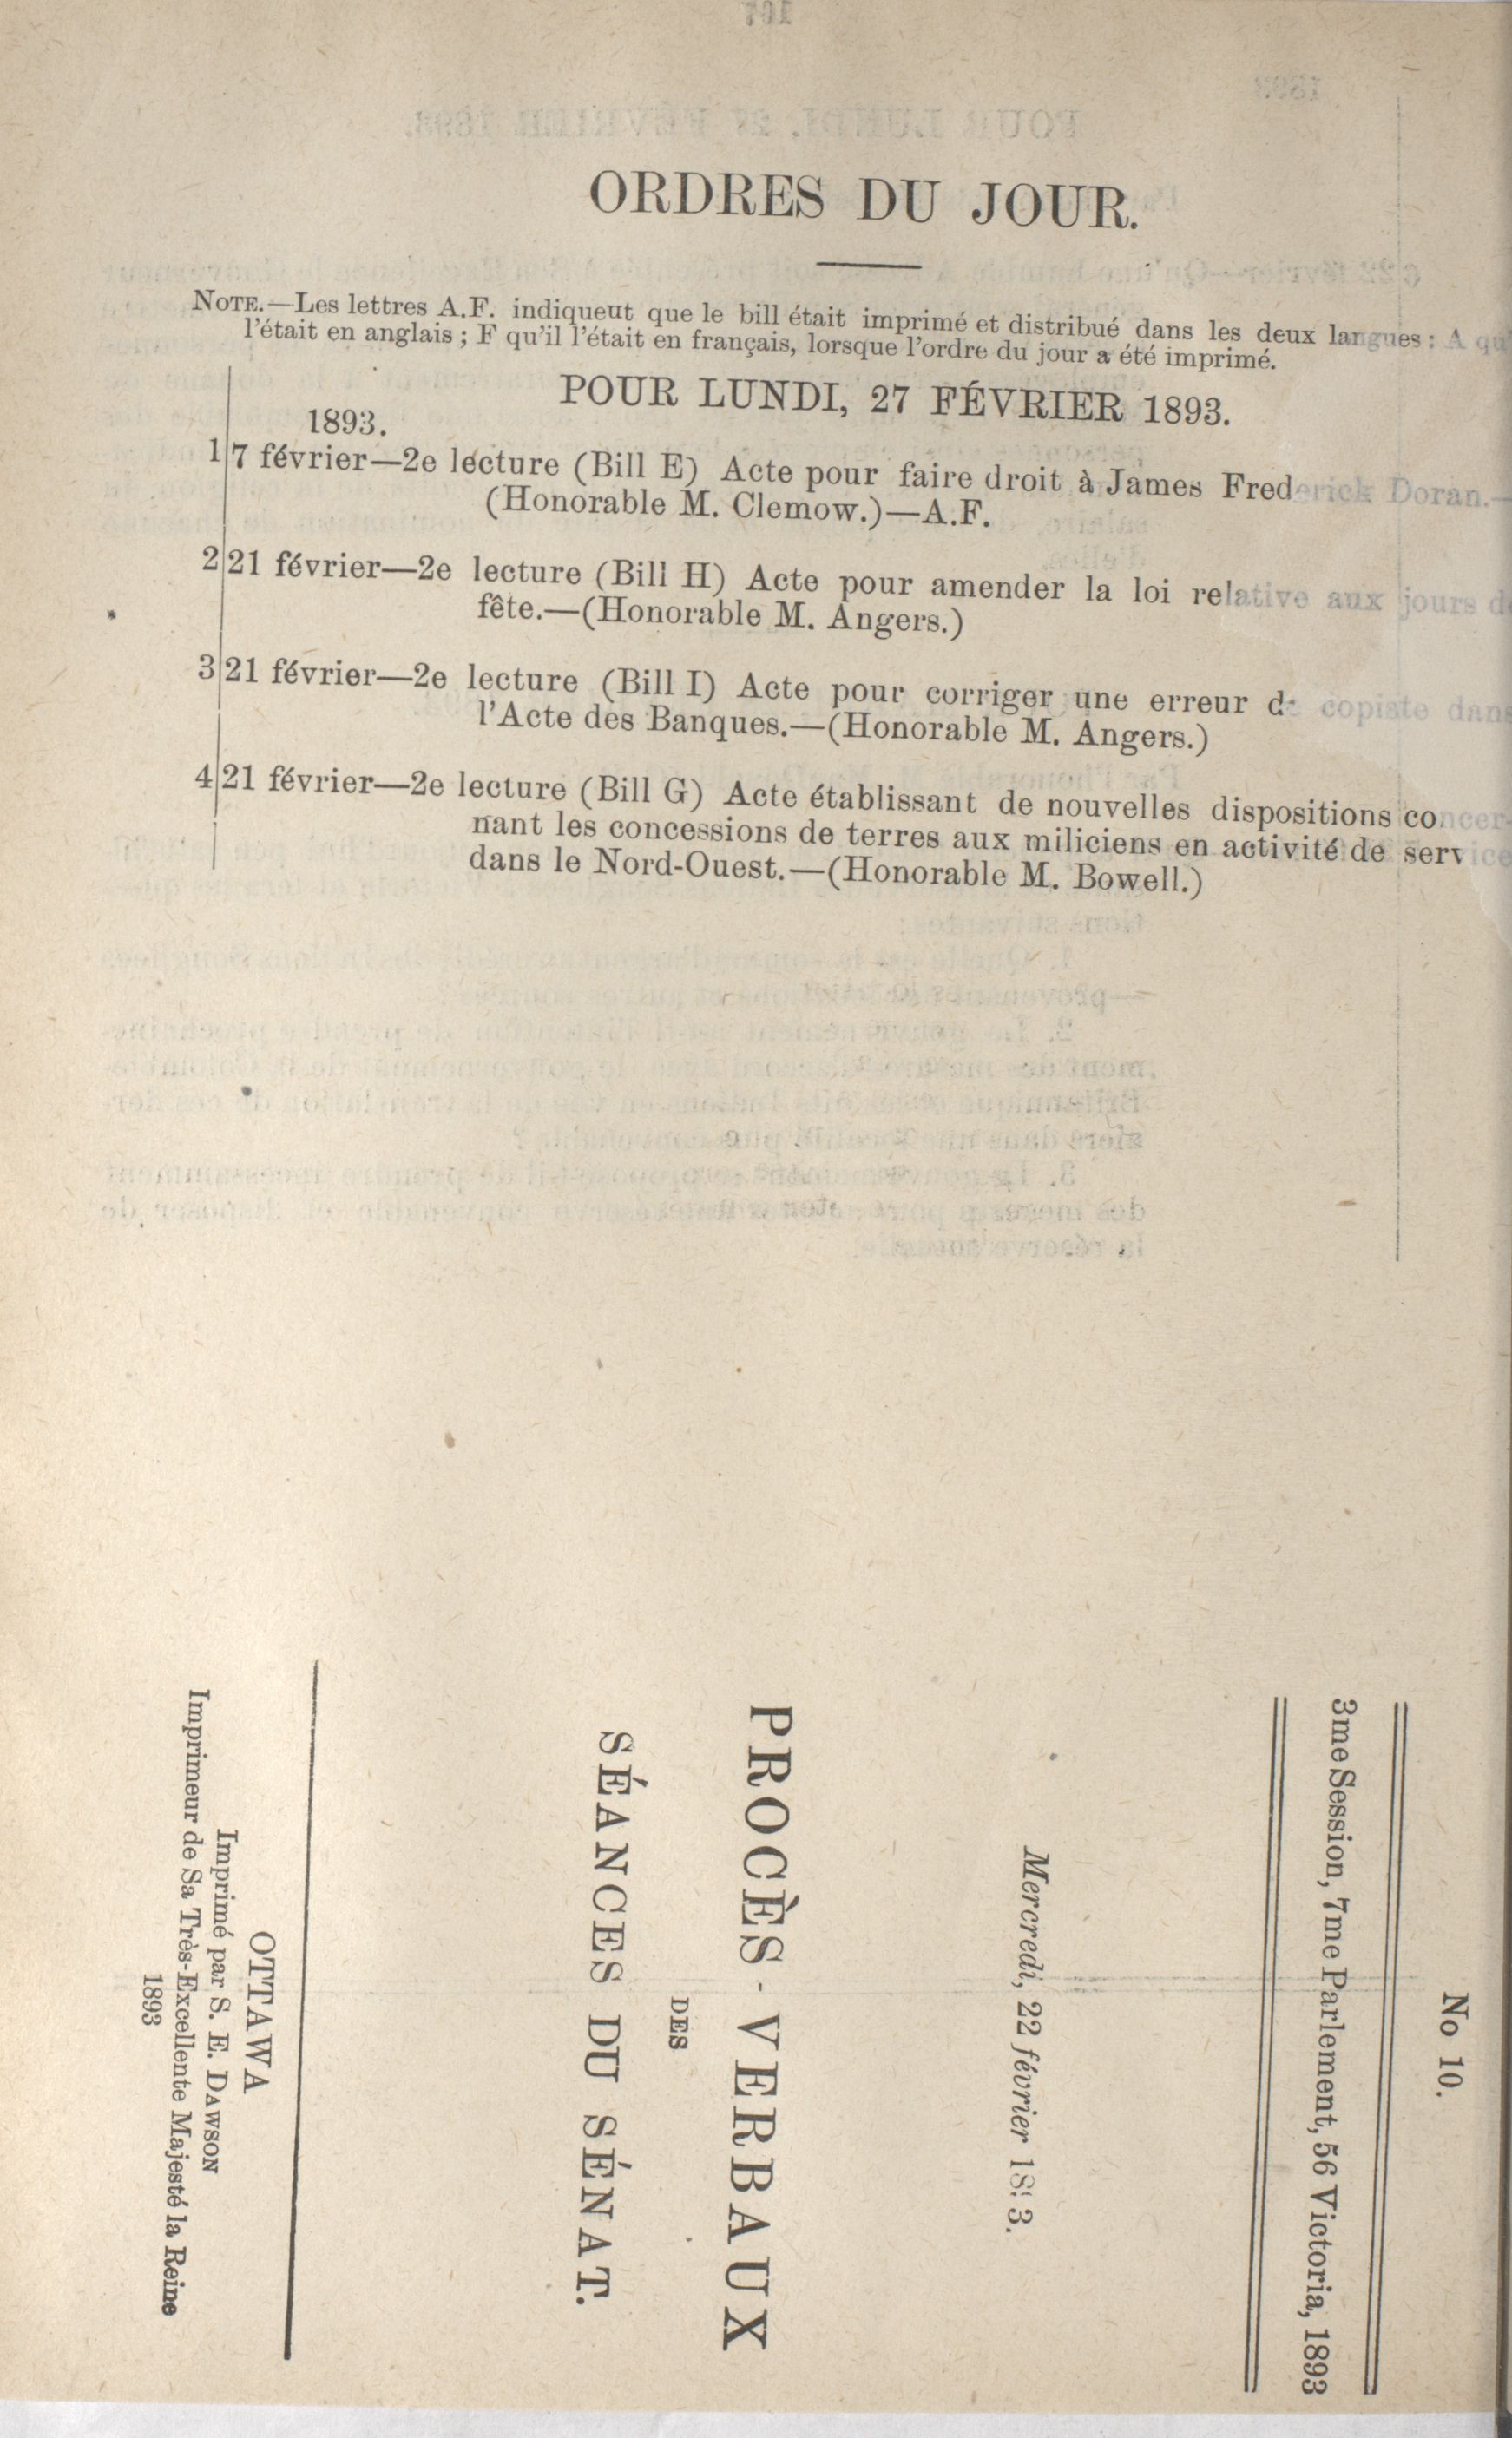 ORDRES DU JOUR.
NOTE.—Les lettres A.F. indiquent que le bill était imprimé et distribué dans les deux langues : A qu'
l'était en anglais ; F qu'il l'était en français, lorsque l'ordre du jour a été imprimé.
POUR LUNDI, 27 FÉVRIER 1893.
1893.
1 7 février—2e lecture (Bill E) Acte pour faire droit à James Frederick Doran.—
(Honorable M. Clemow.)—A.F.
2 21 février—2e lecture (Bill H) Acte pour amender la loi relative aux jours de
fête.—(Honorable M. Angers.)
3 21 février—2e lecture (Bill I) Acte pour corriger une erreur de copiste dans
l'Acte des Banques.—(Honorable M. Angers.)
4 21 février—2e lecture (Bill G) Acte établissant de nouvelles dispositions concer-
nant les concessions de terres aux miliciens en activité de service
dans le Nord-Ouest.—(Honorable M. Bowell.)
No 10.
3me Session, 7me Parlement, 56 Victoria, 1893
Mercredi, 22 février 18 3.
PROCÈS-VERBAUX
DES
SÉANCES DU SÉNAT.
OTTAWA
Imprimé par S. E. DAWSON
Imprimeur de Sa Très-Excellente Majesté la Reine
1893